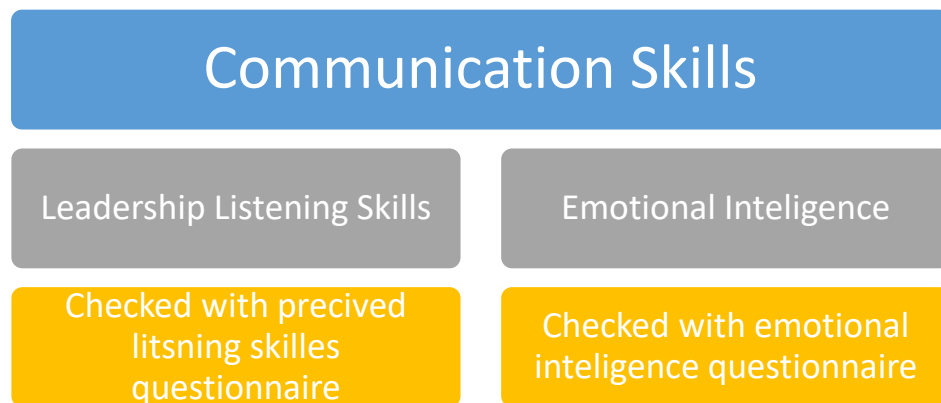 Communication Skills
Leadership Listening Skills
Emotional Inteligence
Checked with precived
litsning skilles
questionnaire
Checked with emotional
inteligence questionnaire